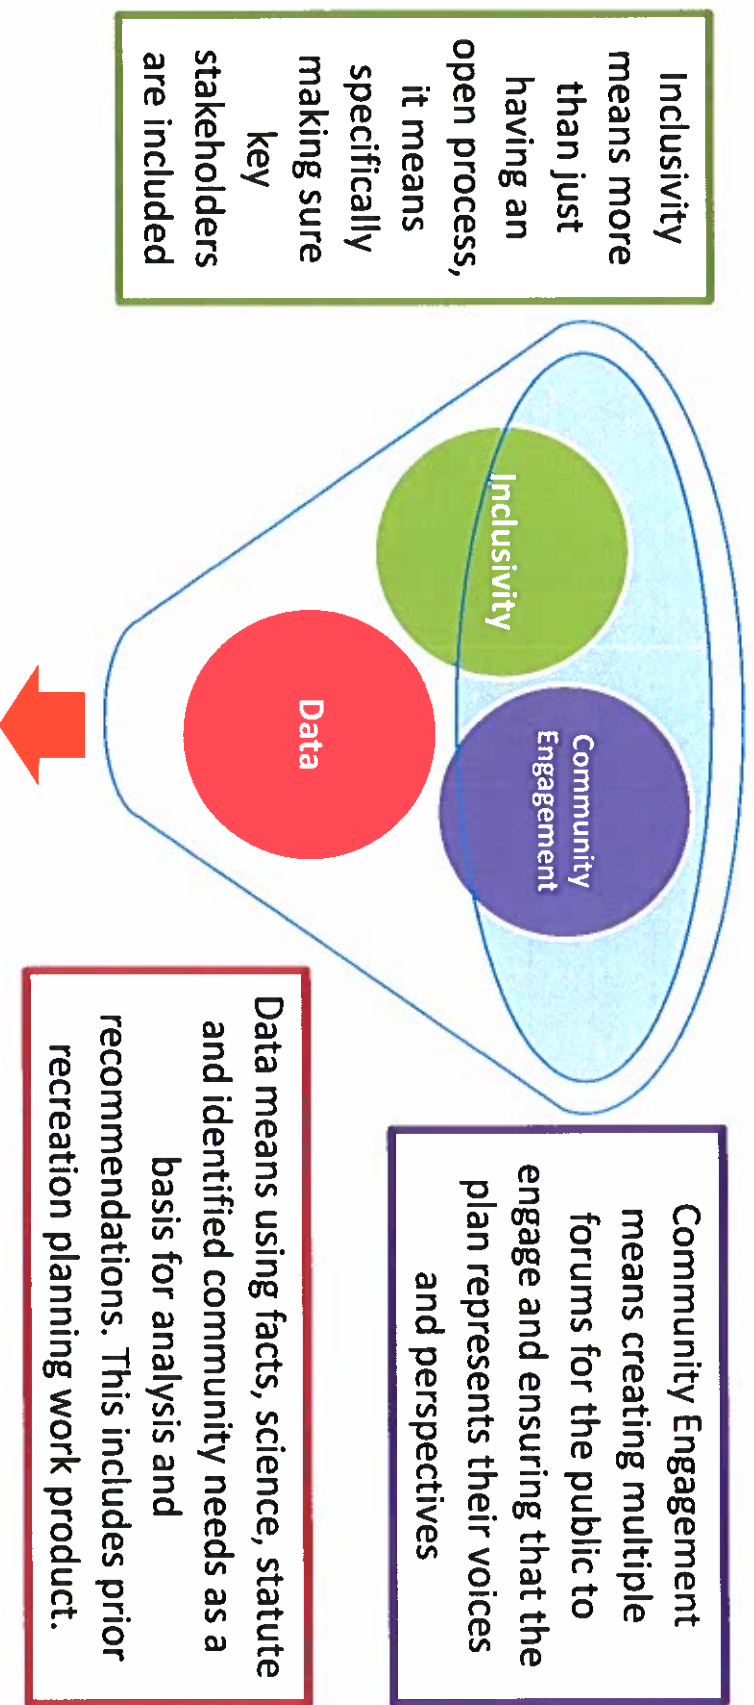 Inclusivity
means more
than just
having an
open process,
it means
specifically
making sure
key
stakeholders
are included
Inclusivity
Community
Engagement
Data
Community Engagement
means creating multiple
forums for the public to
engage and ensuring that the
plan represents their voices
and perspectives
Data means using facts, science, statute
and identified community needs as a
basis for analysis and
recommendations. This includes prior
recreation planning work product.